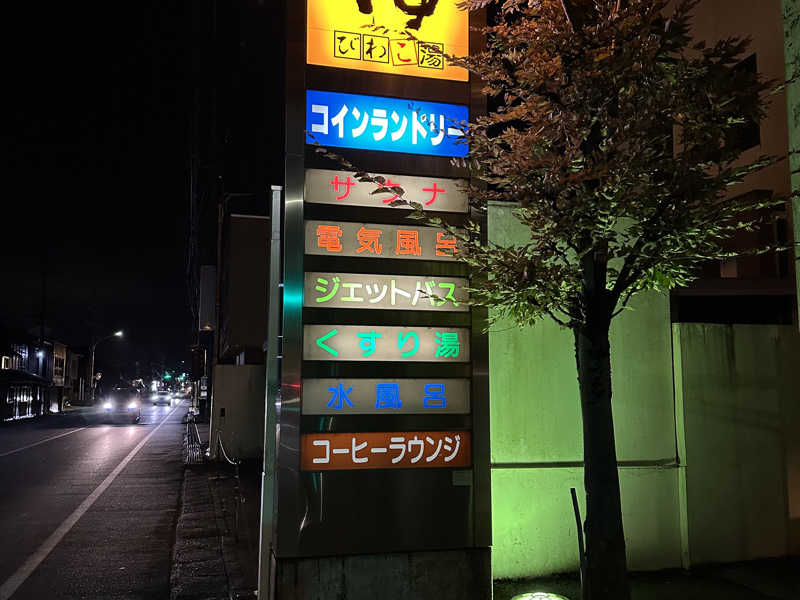 びわこ湯
コインランドリー
サウナ
電気風呂
ジェットバス
くすり湯
水風呂
コーヒーラウンジ